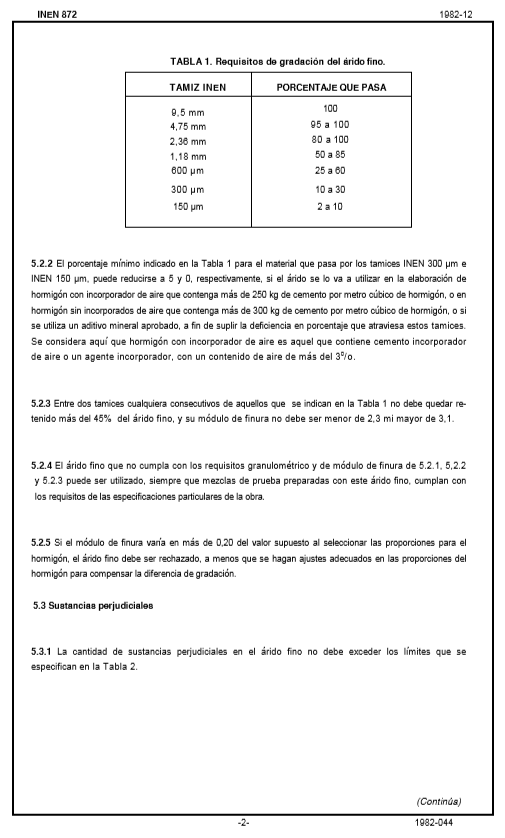 INEN 872 1982-12
TABLA 1. Requisitos de gradación del árido fino.
TAMIZ INEN PORCENTAJE QUE PASA
9,5 mm 100
4,75 mm 95 a 100
2,36 mm 80 a 100
1,18 mm 50 a 85
600 µm 25 a 60
300 µm 10 a 30
150 µm 2 a 10
5.2.2 El porcentaje mínimo indicado en la Tabla 1 para el material que pasa por los tamices INEN 300 µm e
INEN 150 µm, puede reducirse a 5 y 0, respectivamente, si el árido se lo va a utilizar en la elaboración de
hormigón con incorporador de aire que contenga más de 250 kg de cemento por metro cúbico de hormigón, o en
hormigón sin incorporados de aire que contenga más de 300 kg de cemento por metro cúbico de hormigón, o si
se utiliza un aditivo mineral aprobado, a fin de suplir la deficiencia en porcentaje que atraviesa estos tamices.
Se considera aquí que hormigón con incorporador de aire es aquel que contiene cemento incorporador
de aire o un agente incorporador, con un contenido de aire de más del 3⁰/o.
5.2.3 Entre dos tamices cualquiera consecutivos de aquellos que se indican en la Tabla 1 no debe quedar re-
tenido más del 45% del árido fino, y su módulo de finura no debe ser menor de 2,3 mi mayor de 3,1.
5.2.4 El árido fino que no cumpla con los requisitos granulométrico y de módulo de finura de 5.2.1, 5,2.2
y 5.2.3 puede ser utilizado, siempre que mezclas de prueba preparadas con este árido fino, cumplan con
los requisitos de las especificaciones particulares de la obra.
5.2.5 Si el módulo de finura varía en más de 0,20 del valor supuesto al seleccionar las proporciones para el
hormigón, el árido fino debe ser rechazado, a menos que se hagan ajustes adecuados en las proporciones del
hormigón para compensar la diferencia de gradación.
5.3 Sustancias perjudiciales
5.3.1 La cantidad de sustancias perjudiciales en el árido fino no debe exceder los límites que se
especifican en la Tabla 2.
(Continúa)
-2- 1982-044